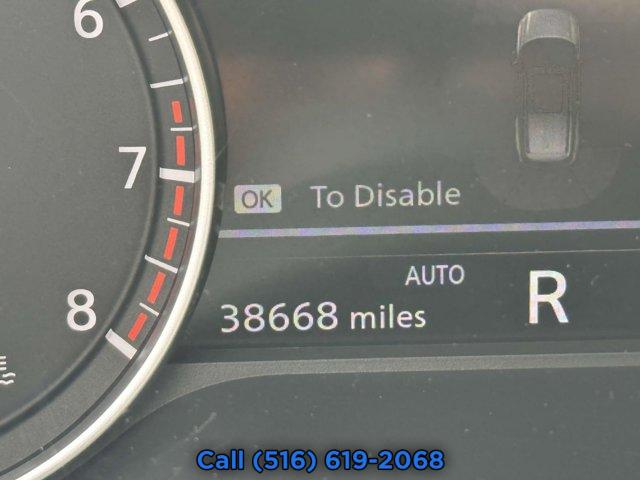 6
7
8
OK To Disable
AUTO
38668 miles
R
Call (516) 619-2068